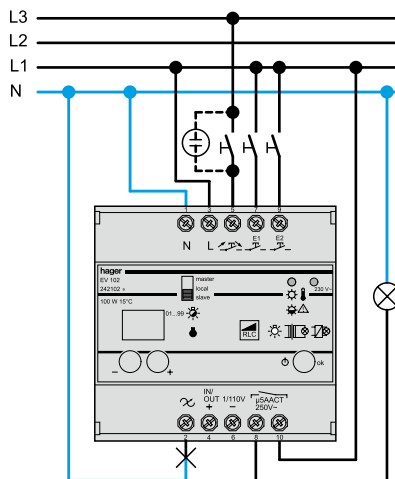 L3
L2
L1
N
1 3 5 7 9
N L E1 E2
hager
EV 102
242102 *
master
local
slave
230 V~
100 W 15°C
01...99
RLC
- +
ok
IN/ 1/110V µ5AACT
OUT 250V~
+ −
2 4 6 8 10